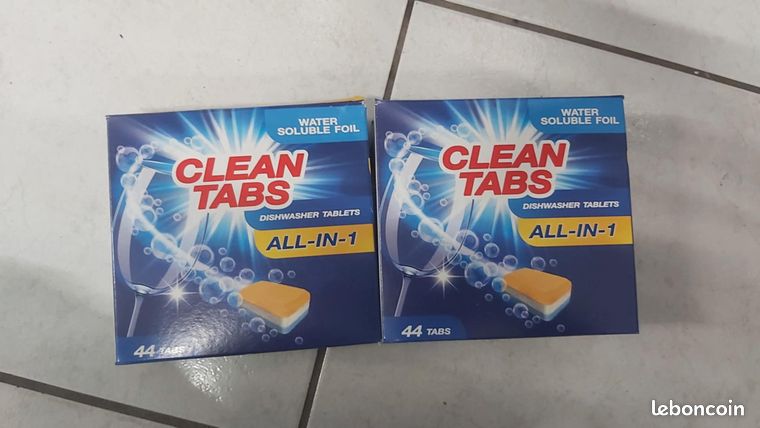 WATER
SOLUBLE FOIL
CLEAN
TABS
DISHWASHER TABLETS
ALL-IN-1
44 TABS
WATER
SOLUBLE FOIL
CLEAN
TABS
DISHWASHER TABLETS
ALL-IN-1
44 TABS
leboncoin